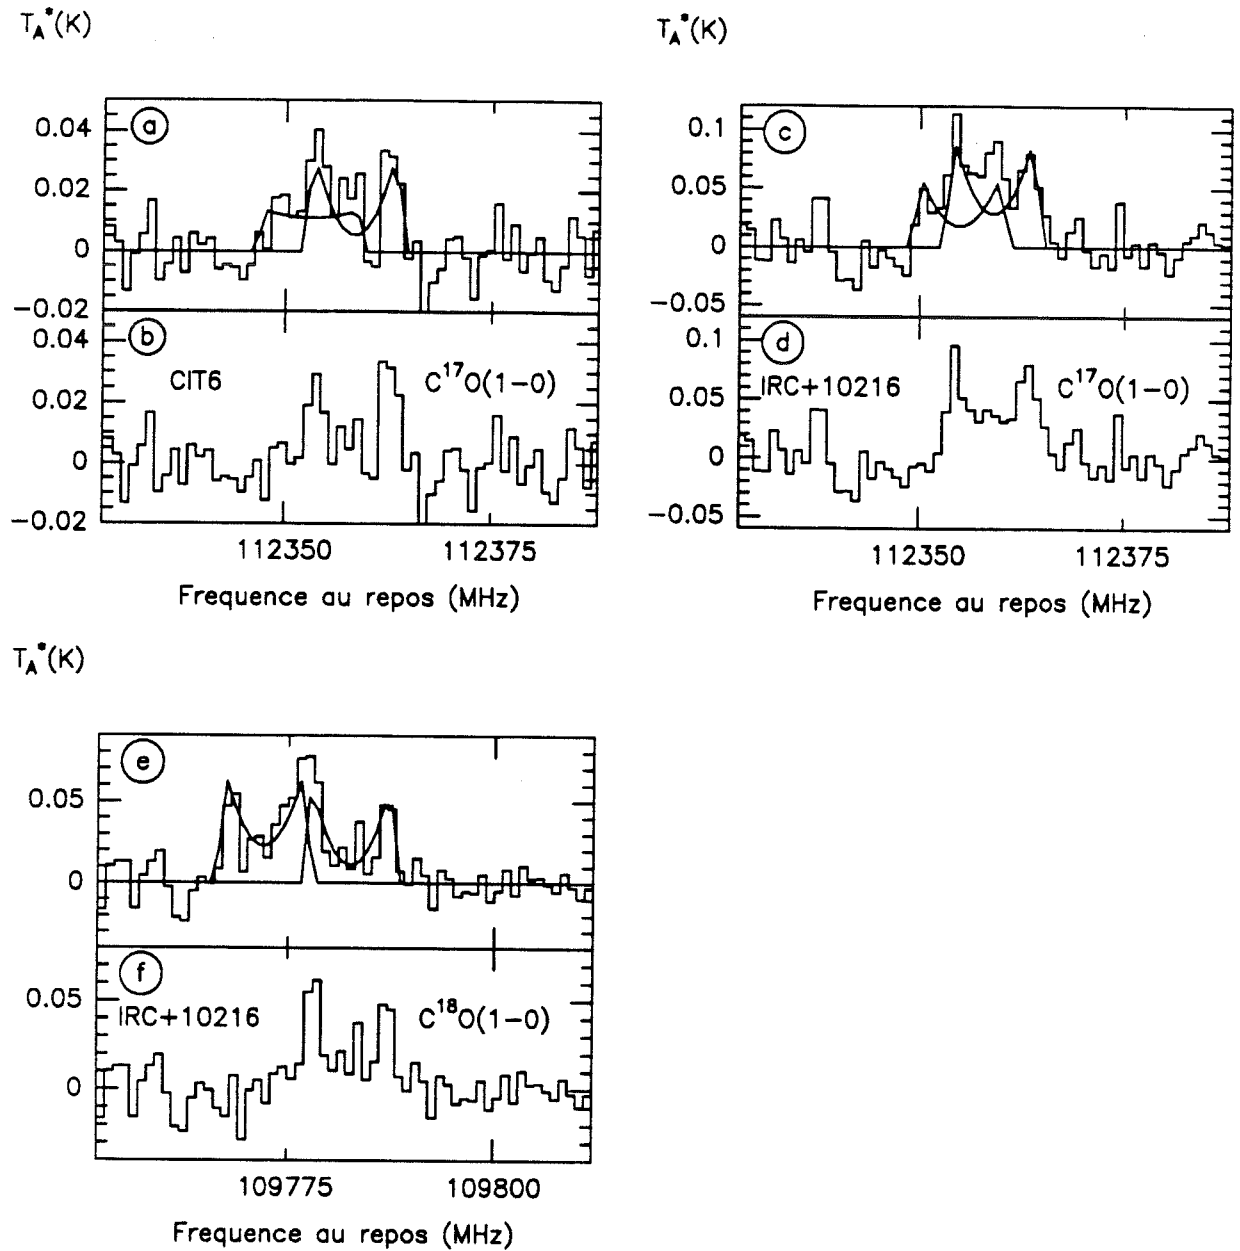 T_A*(K)
T_A*(K)
a
0.04
0.02
0
−0.02
b
CIT6
C¹⁷O(1−0)
0.04
0.02
0
−0.02
112350
112375
Frequence au repos (MHz)
c
0.1
0.05
0
−0.05
d
IRC+10216
C¹⁷O(1−0)
0.1
0.05
0
−0.05
112350
112375
Frequence au repos (MHz)
T_A*(K)
e
0.05
0
f
IRC+10216
C¹⁸O(1−0)
0.05
0
109775
109800
Frequence au repos (MHz)